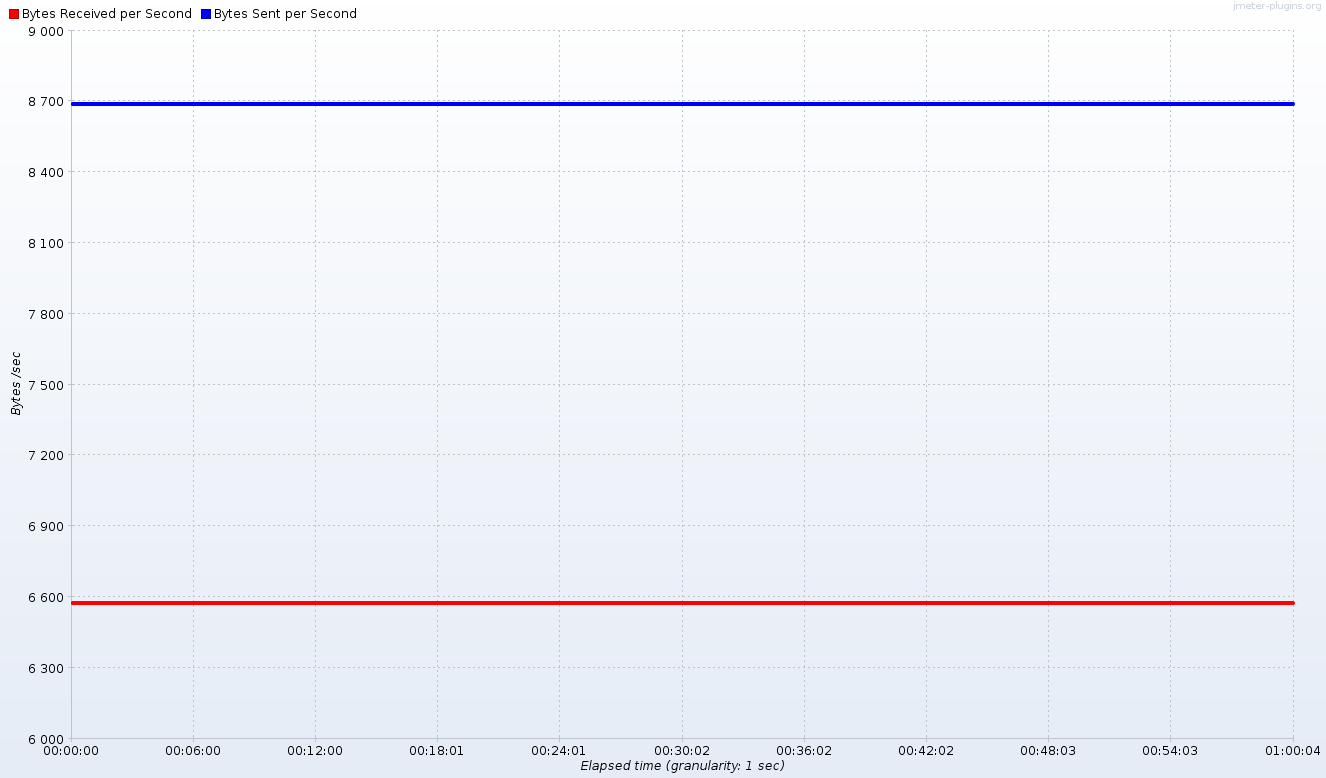 jmeter-plugins.org
Bytes Received per Second Bytes Sent per Second
9 000
8 700
8 400
8 100
7 800
7 500
7 200
6 900
6 600
6 300
6 000
Bytes /sec
00:00:00 00:06:00 00:12:00 00:18:01 00:24:01 00:30:02 00:36:02 00:42:02 00:48:03 00:54:03 01:00:04
Elapsed time (granularity: 1 sec)